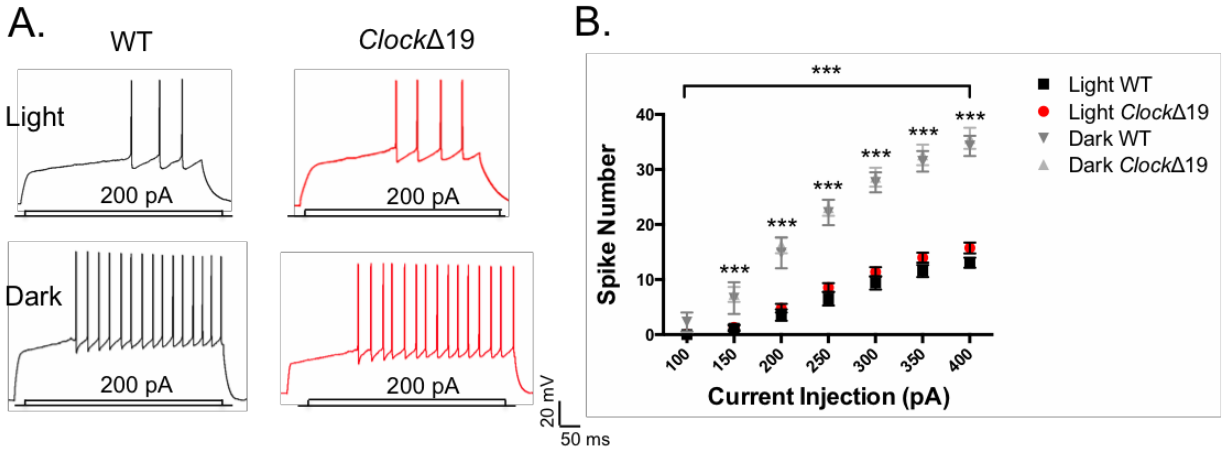 A.
WT
ClockΔ19
Light
200 pA
200 pA
Dark
200 pA
200 pA
20 mV
50 ms
B.
***
***
***
***
***
***
***
40
30
20
10
0
Spike Number
100
150
200
250
300
350
400
Current Injection (pA)
Light WT
Light ClockΔ19
Dark WT
Dark ClockΔ19